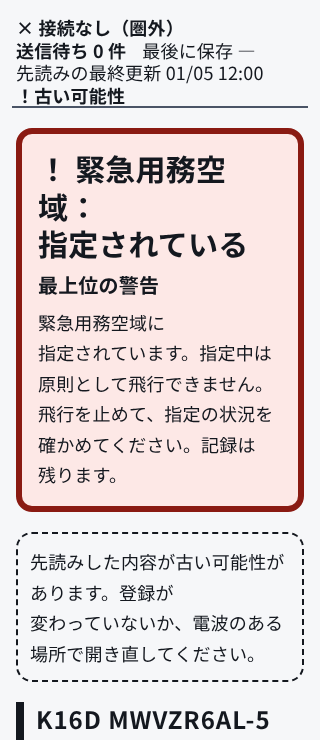 × 接続なし（圏外）
送信待ち 0 件　最後に保存 —
先読みの最終更新 01/05 12:00
！古い可能性
！ 緊急用務空
域：
指定されている
最上位の警告
緊急用務空域に
指定されています。指定中は
原則として飛行できません。
飛行を止めて、指定の状況を
確かめてください。記録は
残ります。
先読みした内容が古い可能性が
あります。登録が
変わっていないか、電波のある
場所で開き直してください。
K16D MWVZR6AL-5